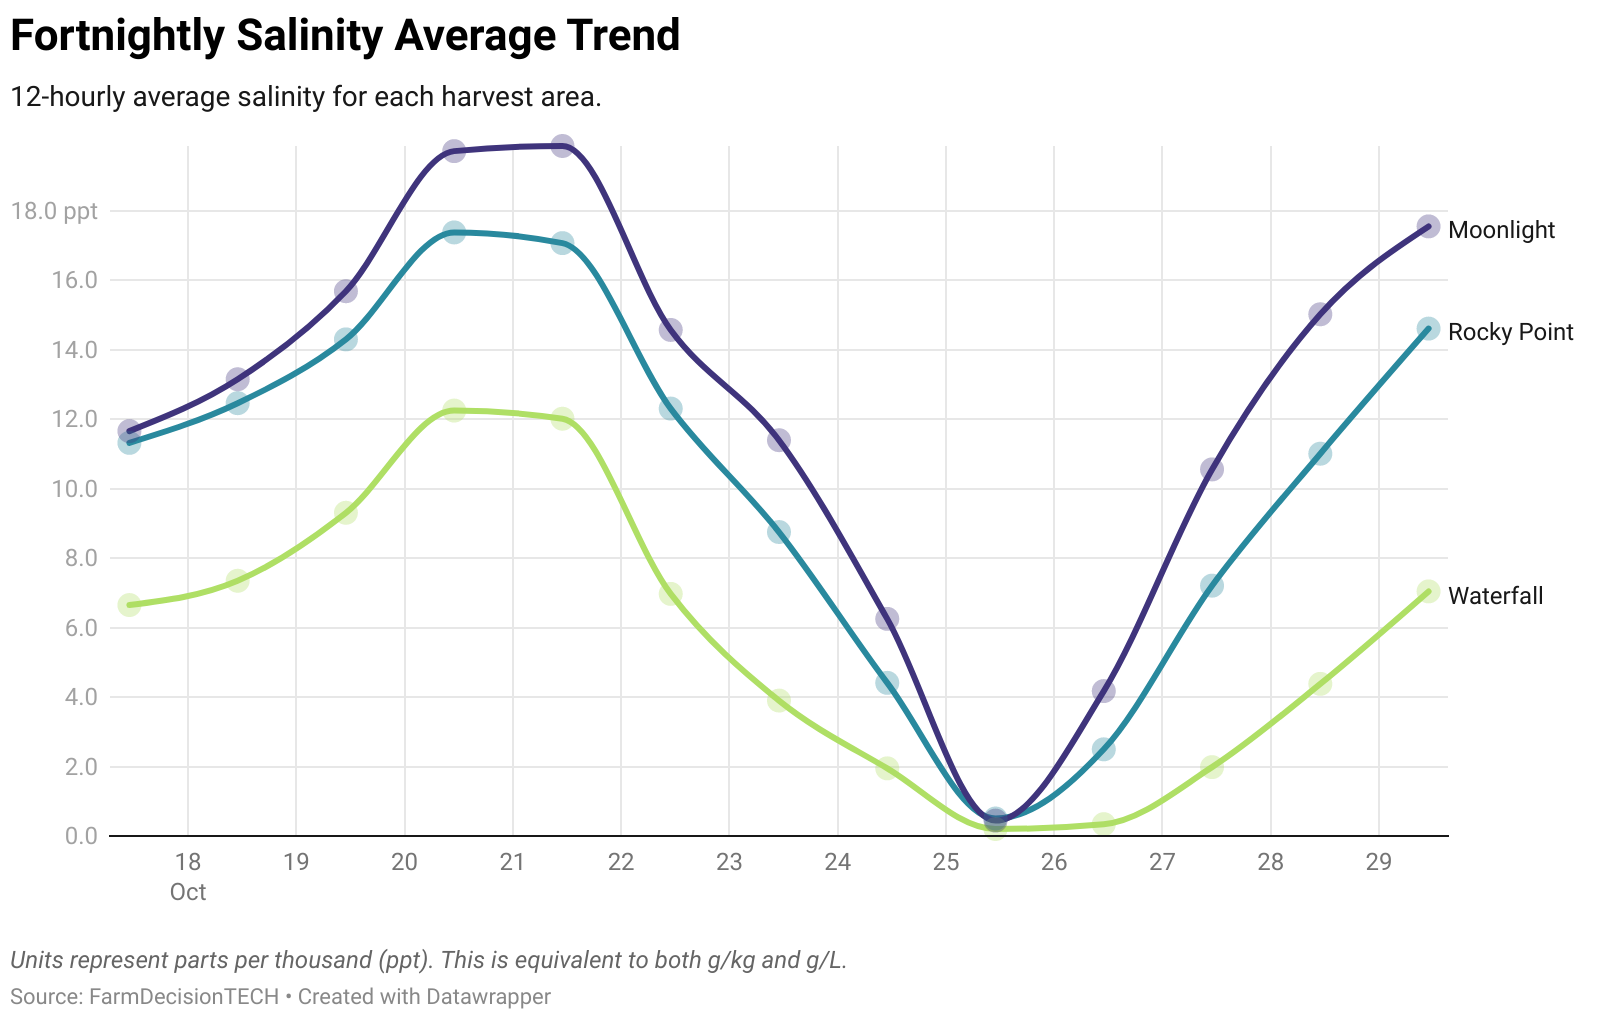 Fortnightly Salinity Average Trend
12-hourly average salinity for each harvest area.
18.0 ppt
16.0
14.0
12.0
10.0
8.0
6.0
4.0
2.0
0.0
Moonlight
Rocky Point
Waterfall
18 19 20 21 22 23 24 25 26 27 28 29
Oct
Units represent parts per thousand (ppt). This is equivalent to both g/kg and g/L.
Source: FarmDecisionTECH • Created with Datawrapper